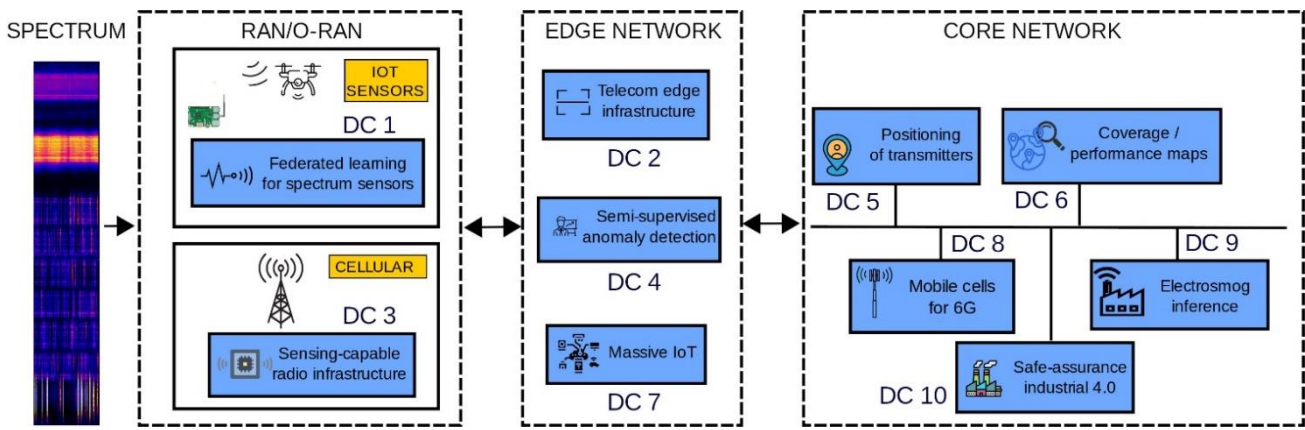 SPECTRUM
RAN/O-RAN
IOT
SENSORS
DC 1
Federated learning
for spectrum sensors
CELLULAR
DC 3
Sensing-capable
radio infrastructure
EDGE NETWORK
Telecom edge
infrastructure
DC 2
Semi-supervised
anomaly detection
DC 4
Massive IoT
DC 7
CORE NETWORK
Positioning
of transmitters
DC 5
Coverage /
performance maps
DC 6
DC 8
Mobile cells
for 6G
DC 9
Electrosmog
inference
Safe-assurance
industrial 4.0
DC 10